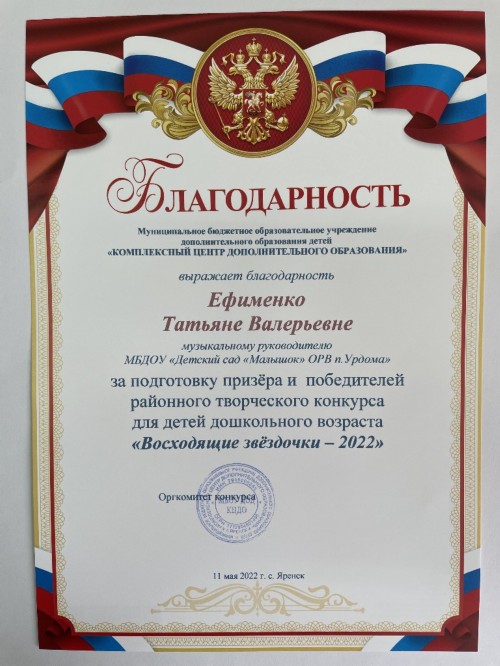 БЛАГОДАРНОСТЬ
Муниципальное бюджетное образовательное учреждение
дополнительного образования детей
«КОМПЛЕКСНЫЙ ЦЕНТР ДОПОЛНИТЕЛЬНОГО ОБРАЗОВАНИЯ»
выражает благодарность
Ефименко
Татьяне Валерьевне
музыкальному руководителю
МБДОУ «Детский сад «Малышок» ОРВ п.Урдома»
за подготовку призёра и победителей
районного творческого конкурса
для детей дошкольного возраста
«Восходящие звёздочки – 2022»
Оргкомитет конкурса
11 мая 2022 г. с. Яренск